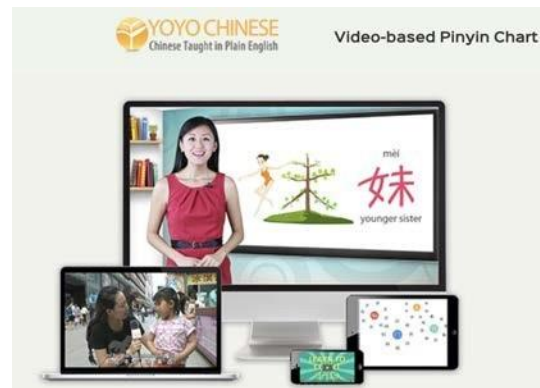 YOYO CHINESE
Chinese Taught in Plain English
Video-based Pinyin Chart
mèi
妹
younger sister